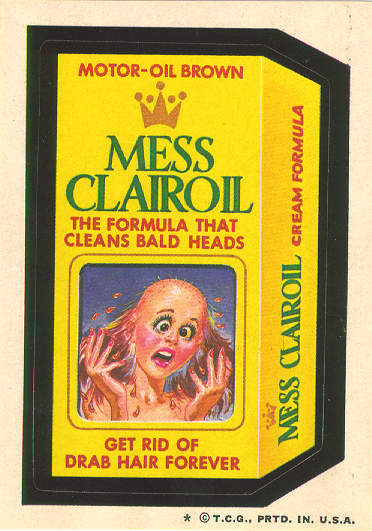 MOTOR-OIL BROWN
MESS
CLAIROIL
THE FORMULA THAT
CLEANS BALD HEADS
GET RID OF
DRAB HAIR FOREVER
MESS CLAIROIL CREAM FORMULA
* © T.C.G., PRTD. IN U.S.A.